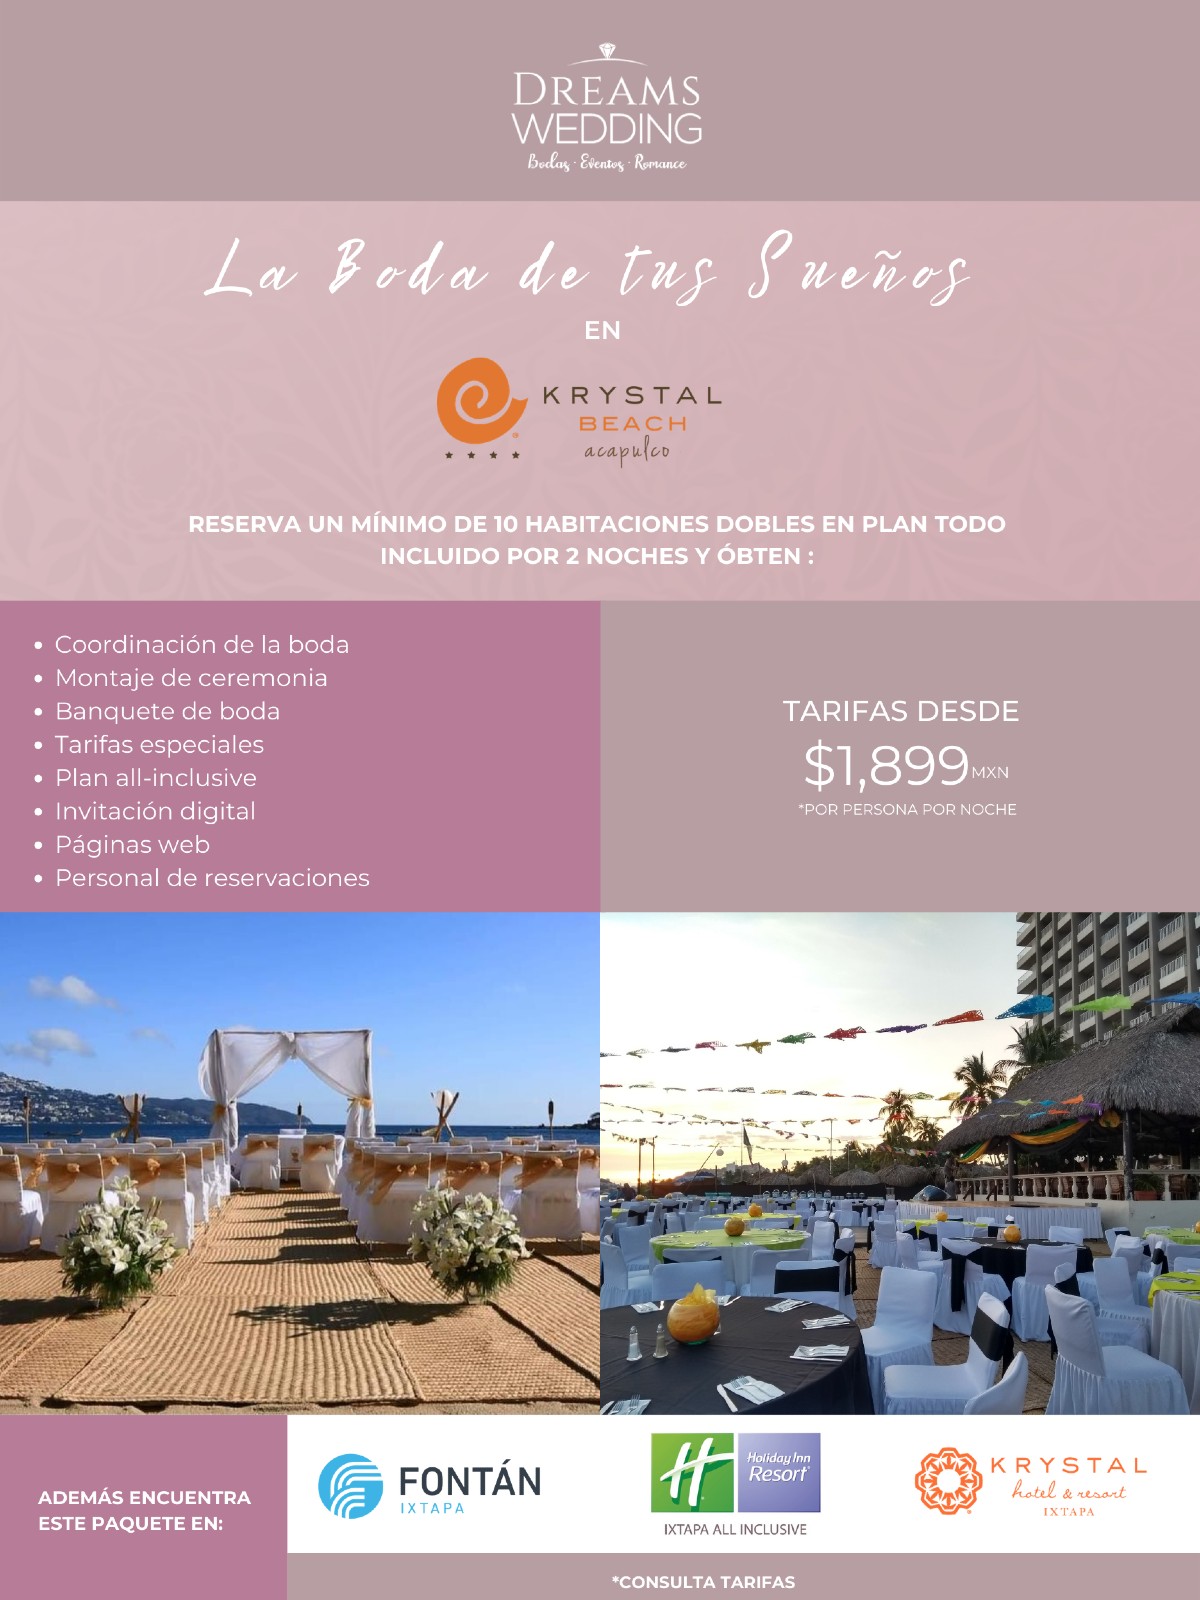 DREAMS
WEDDING
Bodas · Eventos · Romance
La Boda de tus Sueños
EN
KRYSTAL
BEACH
acapulco
RESERVA UN MÍNIMO DE 10 HABITACIONES DOBLES EN PLAN TODO
INCLUIDO POR 2 NOCHES Y ÓBTEN :
• Coordinación de la boda
• Montaje de ceremonia
• Banquete de boda
• Tarifas especiales
• Plan all-inclusive
• Invitación digital
• Páginas web
• Personal de reservaciones
TARIFAS DESDE
$1,899MXN
*POR PERSONA POR NOCHE
ADEMÁS ENCUENTRA
ESTE PAQUETE EN:
FONTÁN
IXTAPA
H
Holiday Inn
Resort
IXTAPA ALL INCLUSIVE
KRYSTAL
hotel & resort
IXTAPA
*CONSULTA TARIFAS